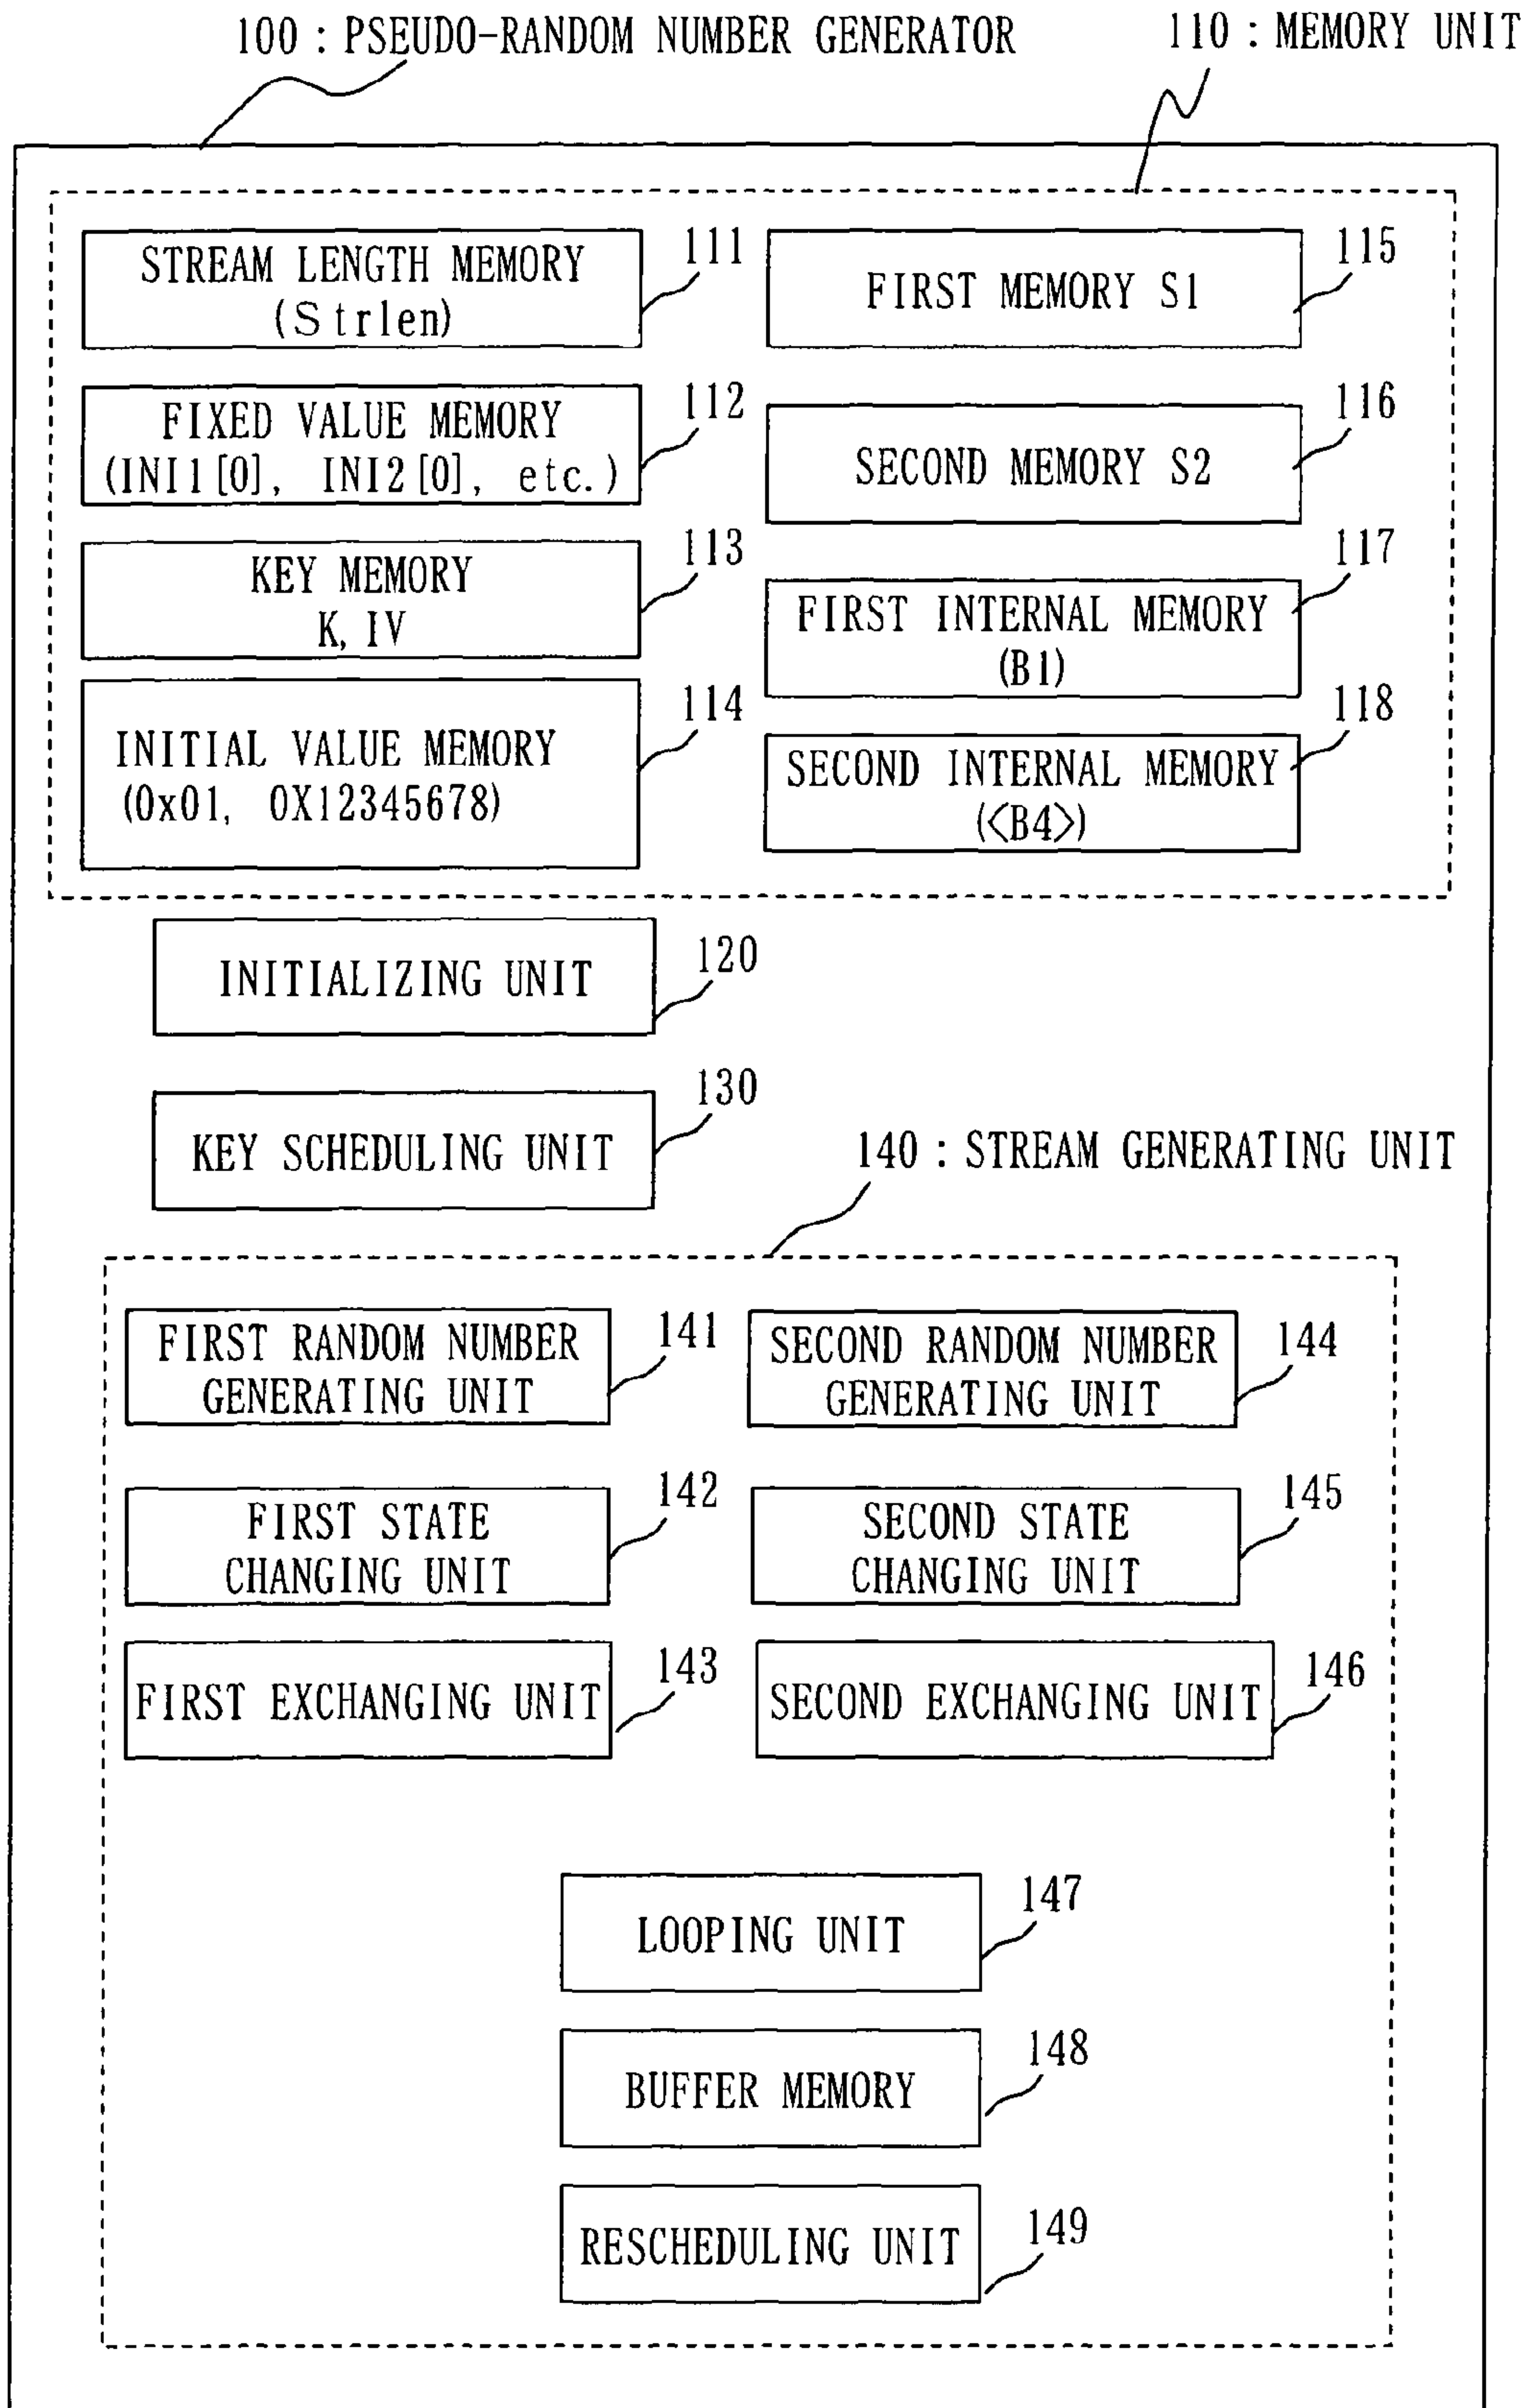 100 : PSEUDO-RANDOM NUMBER GENERATOR
110 : MEMORY UNIT
STREAM LENGTH MEMORY
(Strlen)
111
FIRST MEMORY S1
115
FIXED VALUE MEMORY
(INI1[0], INI2[0], etc.)
112
SECOND MEMORY S2
116
KEY MEMORY
K, IV
113
FIRST INTERNAL MEMORY
(B1)
117
INITIAL VALUE MEMORY
(0x01, 0X12345678)
114
SECOND INTERNAL MEMORY
(<B4>)
118
INITIALIZING UNIT
120
KEY SCHEDULING UNIT
130
140 : STREAM GENERATING UNIT
FIRST RANDOM NUMBER
GENERATING UNIT
141
SECOND RANDOM NUMBER
GENERATING UNIT
144
FIRST STATE
CHANGING UNIT
142
SECOND STATE
CHANGING UNIT
145
FIRST EXCHANGING UNIT
143
SECOND EXCHANGING UNIT
146
LOOPING UNIT
147
BUFFER MEMORY
148
RESCHEDULING UNIT
149